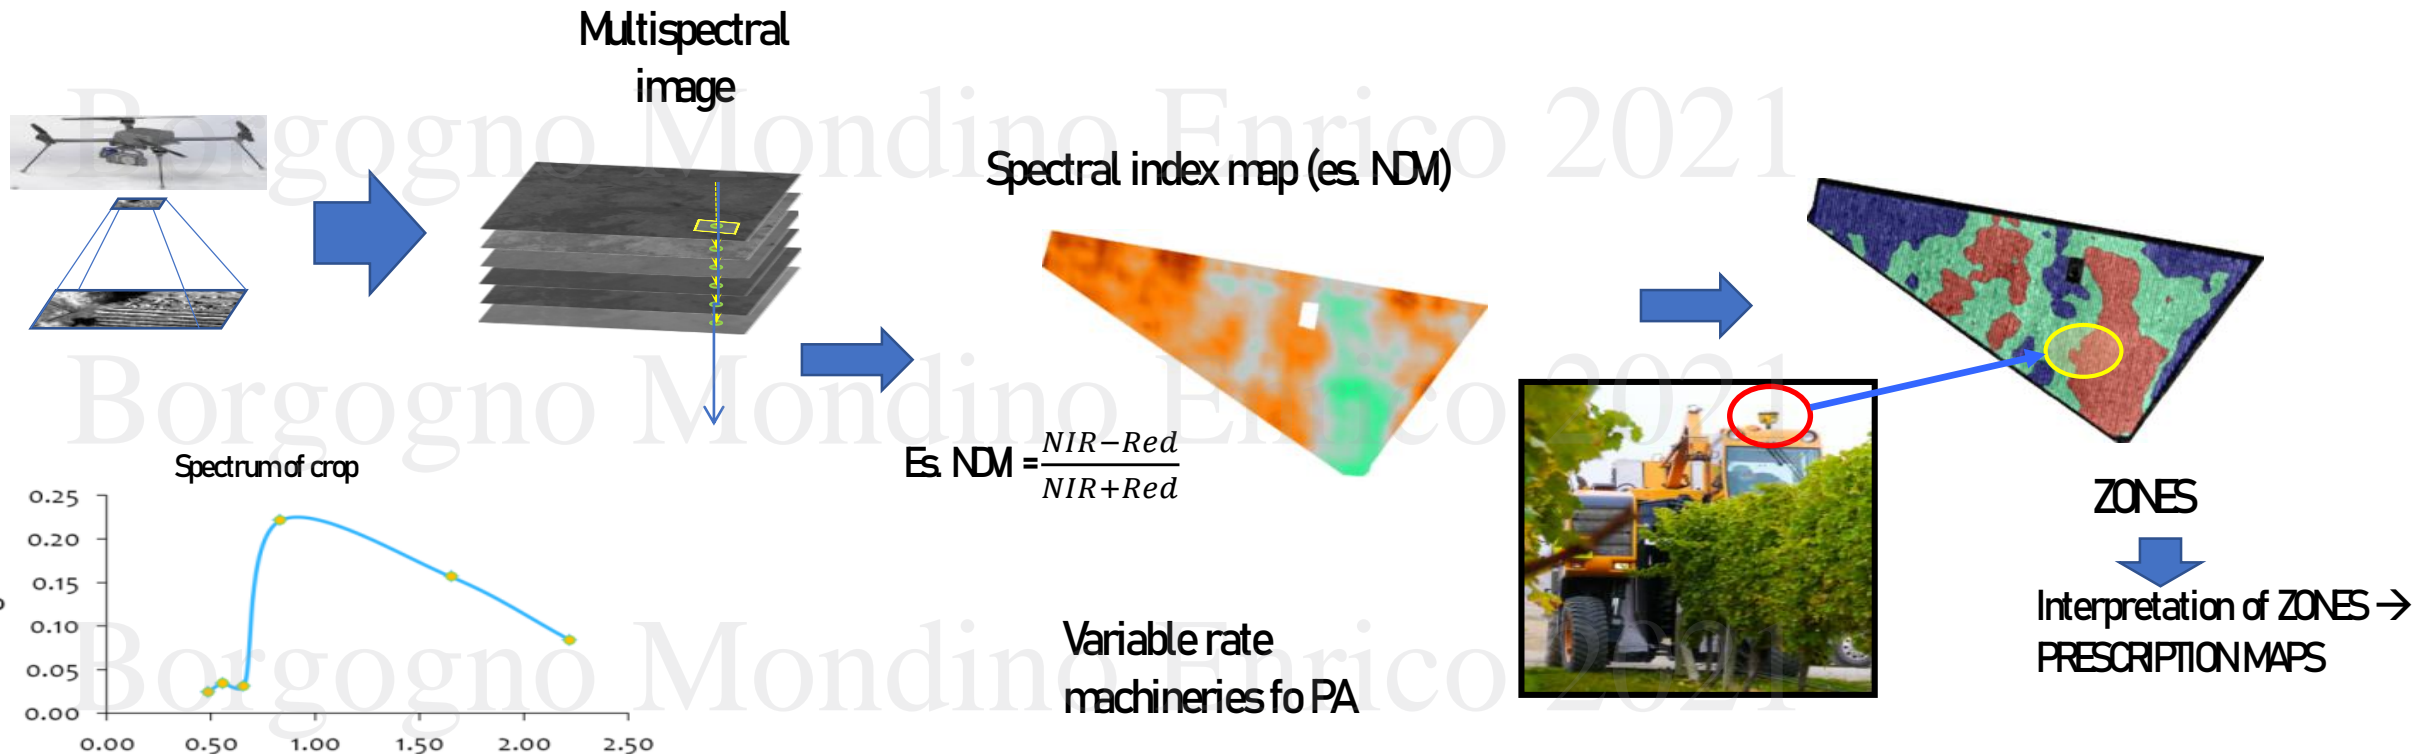 Multispectral
image
Borgogno Mondino Enrico 2021
Spectral index map (es. NDVI)
Borgogno Mondino Enrico 2021
Es. NDVI = NIR−Red
NIR+Red
Spectrum of crop
0.25
0.20
0.15
0.10
0.05
0.00
0.00 0.50 1.00 1.50 2.00 2.50
Variable rate
machineries fo PA
ZONES
Interpretation of ZONES →
PRESCRIPTION MAPS
Borgogno Mondino Enrico 2021